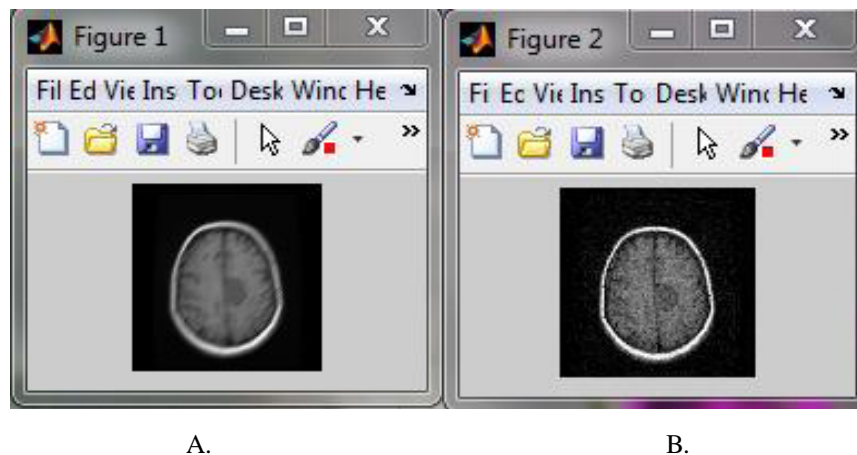 Figure 1
Fil Ed Vie Ins Too Desk Winc He
A.
Figure 2
Fi Ec Vie Ins To Desk Winc He
B.